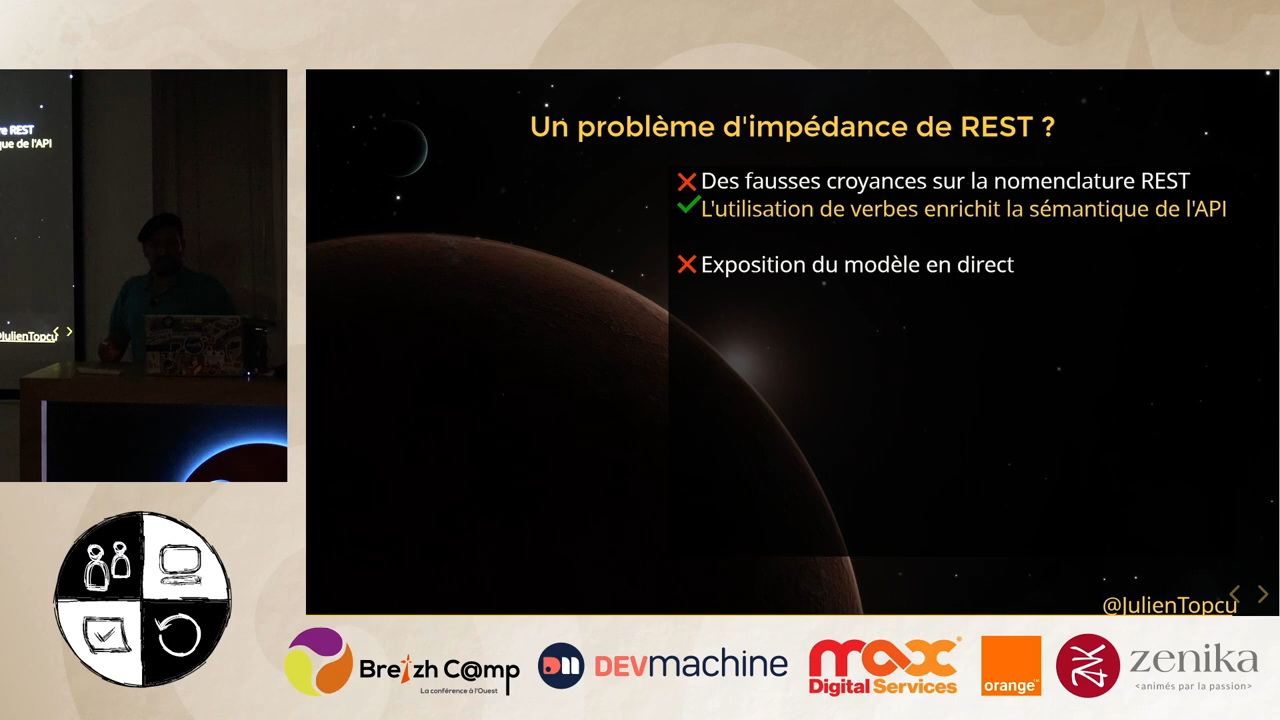 re REST
que de l'API
@JulienTopcu
Un problème d'impédance de REST ?
Des fausses croyances sur la nomenclature REST
L'utilisation de verbes enrichit la sémantique de l'API
Exposition du modèle en direct
@JulienTopcu
Breizh C@mp
La conférence à l'Ouest
DEVmachine
max
Digital Services
orange™
zenika
<animés par la passion>